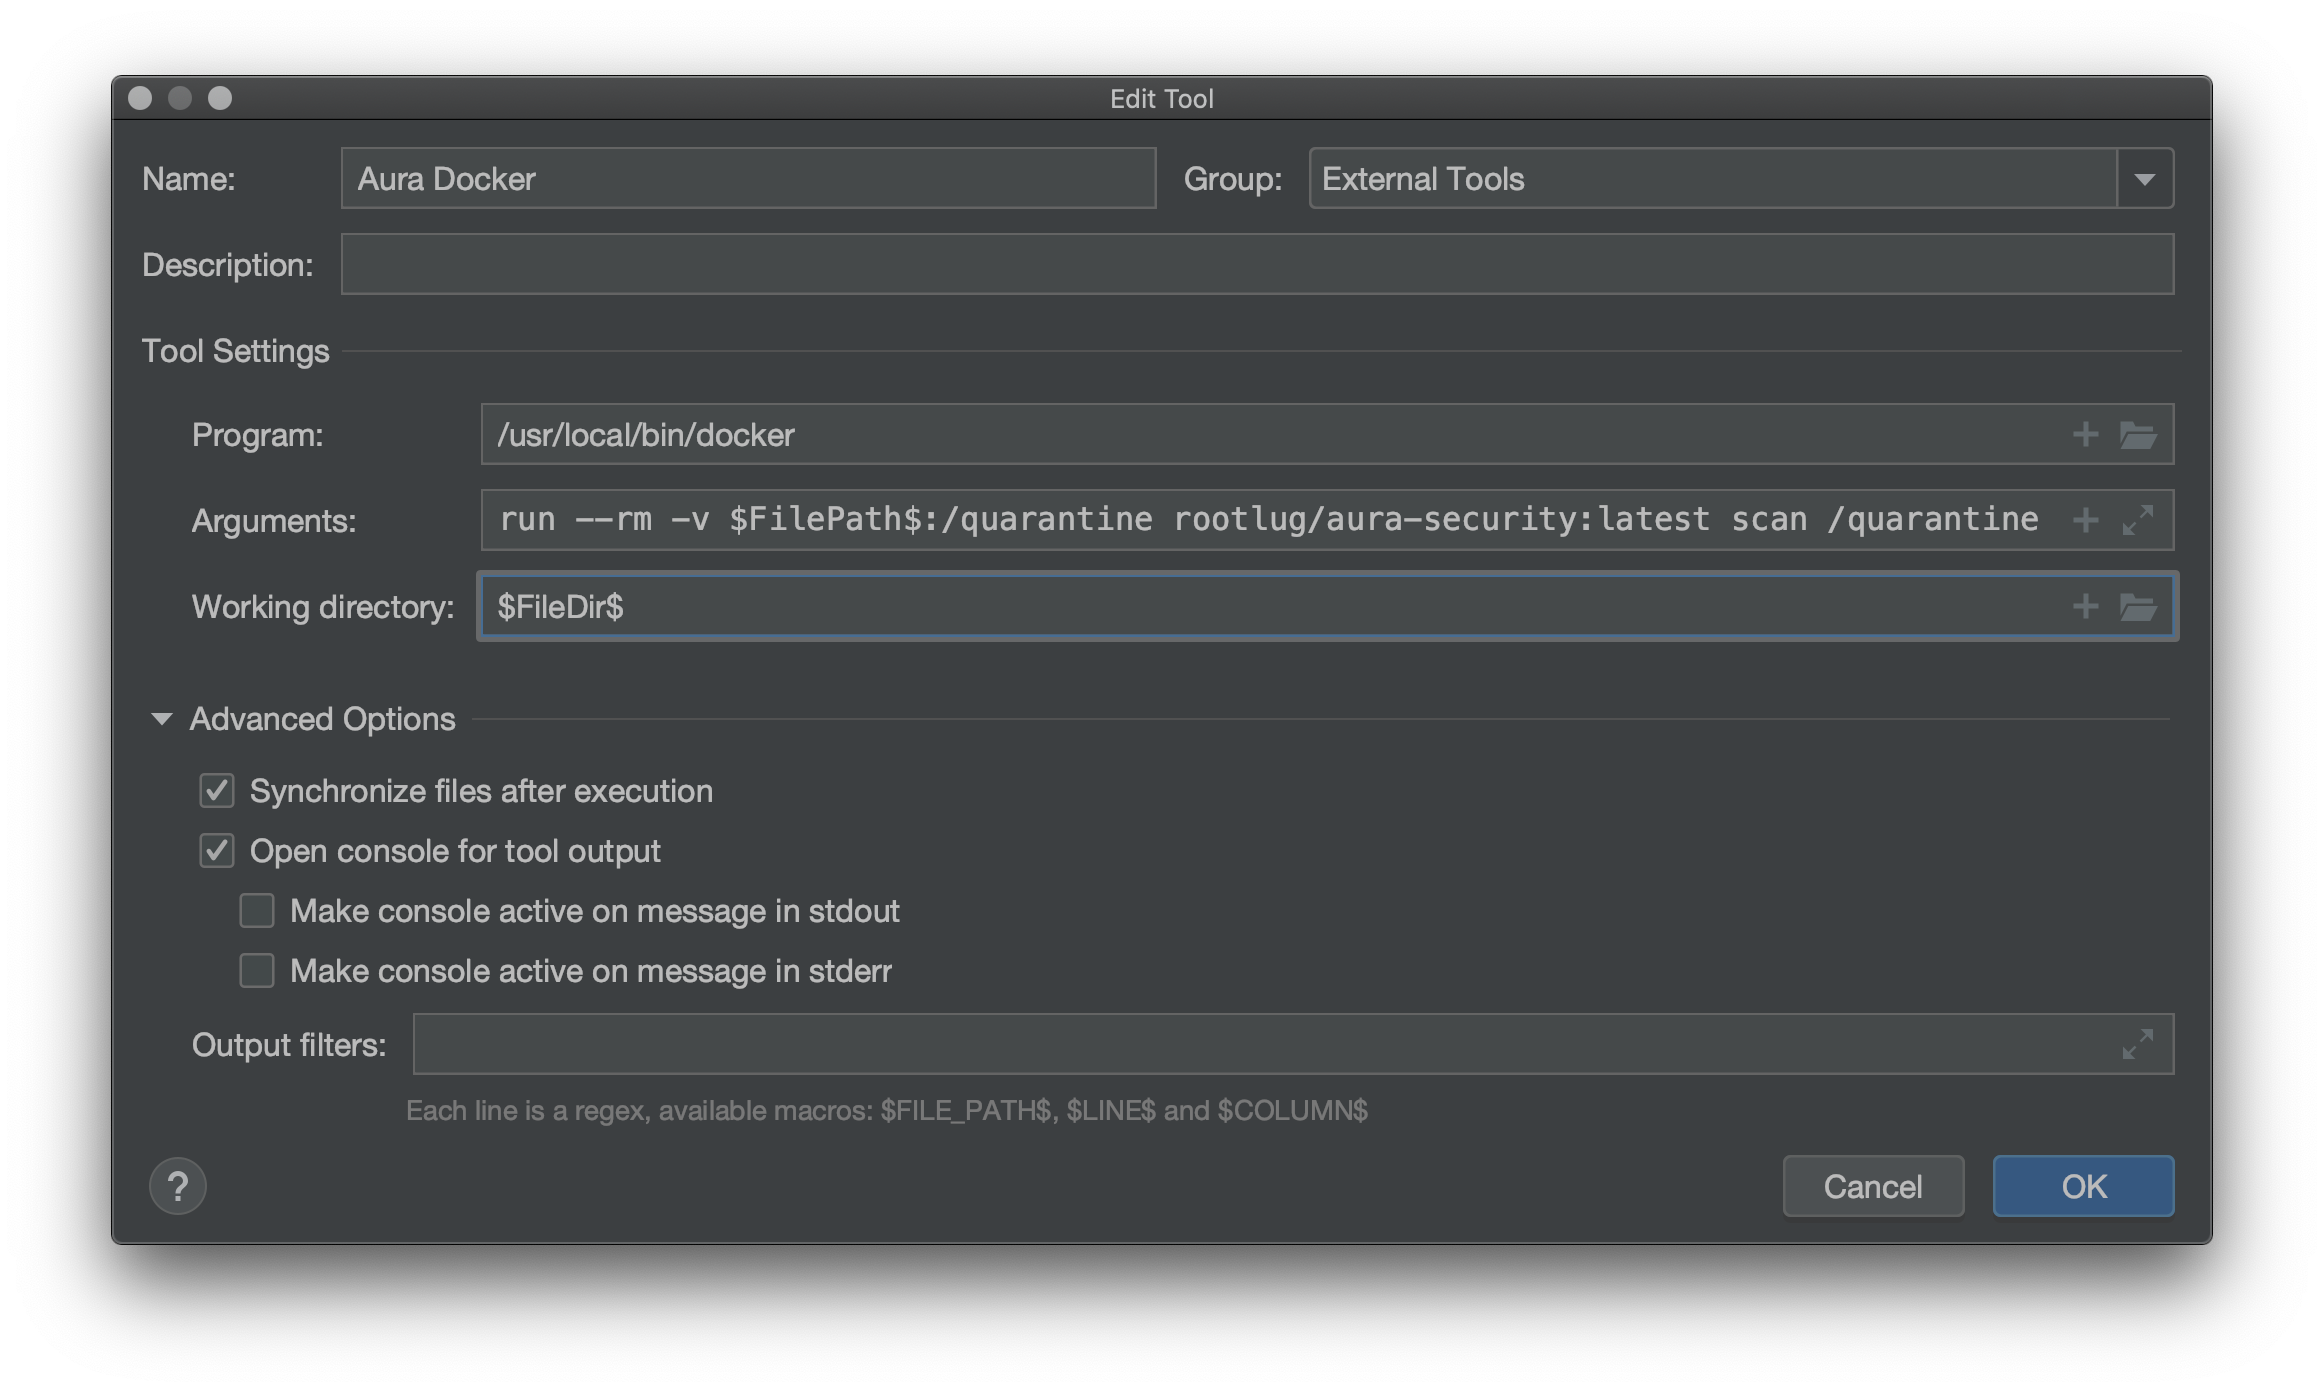 Edit Tool
Name: Aura Docker Group: External Tools
Description:
Tool Settings
Program: /usr/local/bin/docker
Arguments: run --rm -v $FilePath$:/quarantine rootlug/aura-security:latest scan /quarantine
Working directory: $FileDir$
Advanced Options
Synchronize files after execution
Open console for tool output
Make console active on message in stdout
Make console active on message in stderr
Output filters:
Each line is a regex, available macros: $FILE_PATH$, $LINE$ and $COLUMN$
? Cancel OK